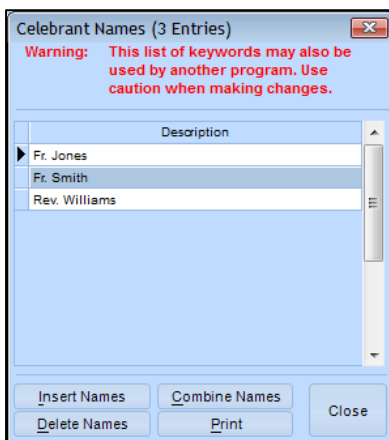 Celebrant Names (3 Entries)
Warning: This list of keywords may also be
used by another program. Use
caution when making changes.
Description
Fr. Jones
Fr. Smith
Rev. Williams
Insert Names
Combine Names
Close
Delete Names
Print